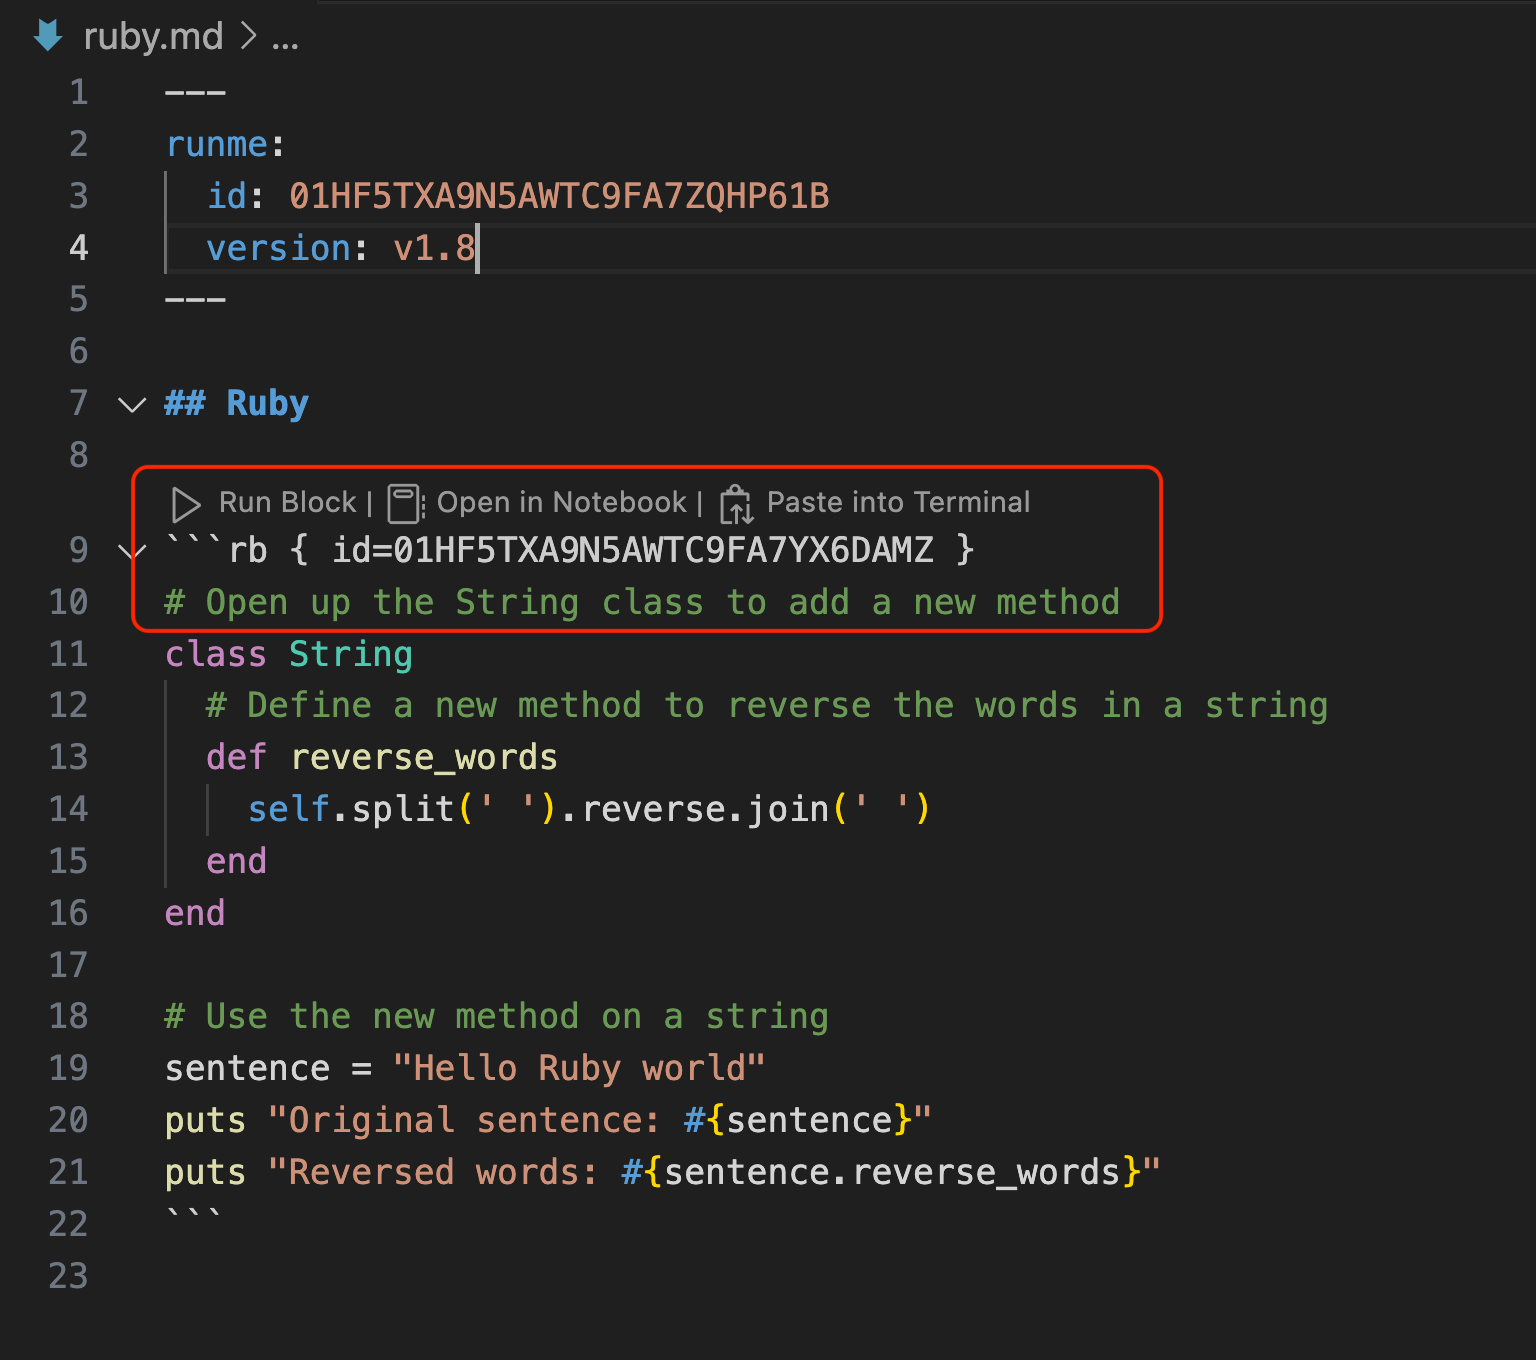 ruby.md > ...
1 ---
2 runme:
3 id: 01HF5TXA9N5AWTC9FA7ZQHP61B
4 version: v1.8
5 ---
6
7 ## Ruby
8
Run Block | Open in Notebook | Paste into Terminal
9 ```rb { id=01HF5TXA9N5AWTC9FA7YX6DAMZ }
10 # Open up the String class to add a new method
11 class String
12 # Define a new method to reverse the words in a string
13 def reverse_words
14 self.split(' ').reverse.join(' ')
15 end
16 end
17
18 # Use the new method on a string
19 sentence = "Hello Ruby world"
20 puts "Original sentence: #{sentence}"
21 puts "Reversed words: #{sentence.reverse_words}"
22 ```
23